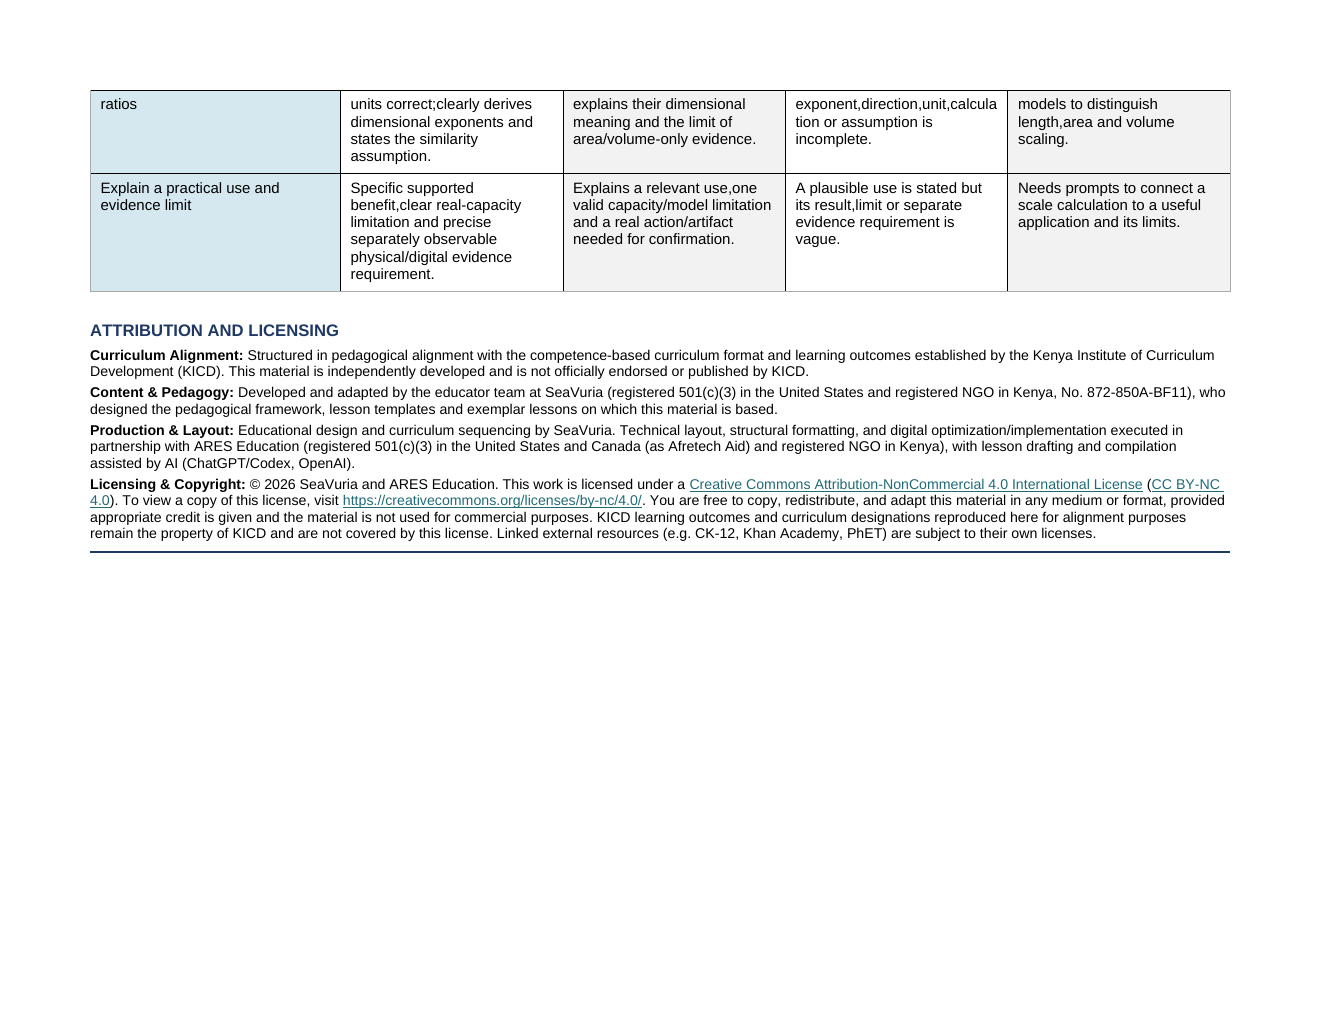 ratios
units correct;clearly derives
dimensional exponents and
states the similarity
assumption.
explains their dimensional
meaning and the limit of
area/volume-only evidence.
exponent,direction,unit,calcula
tion or assumption is
incomplete.
models to distinguish
length,area and volume
scaling.
Explain a practical use and
evidence limit
Specific supported
benefit,clear real-capacity
limitation and precise
separately observable
physical/digital evidence
requirement.
Explains a relevant use,one
valid capacity/model limitation
and a real action/artifact
needed for confirmation.
A plausible use is stated but
its result,limit or separate
evidence requirement is
vague.
Needs prompts to connect a
scale calculation to a useful
application and its limits.
ATTRIBUTION AND LICENSING
Curriculum Alignment: Structured in pedagogical alignment with the competence-based curriculum format and learning outcomes established by the Kenya Institute of Curriculum
Development (KICD). This material is independently developed and is not officially endorsed or published by KICD.
Content & Pedagogy: Developed and adapted by the educator team at SeaVuria (registered 501(c)(3) in the United States and registered NGO in Kenya, No. 872-850A-BF11), who
designed the pedagogical framework, lesson templates and exemplar lessons on which this material is based.
Production & Layout: Educational design and curriculum sequencing by SeaVuria. Technical layout, structural formatting, and digital optimization/implementation executed in
partnership with ARES Education (registered 501(c)(3) in the United States and Canada (as Afretech Aid) and registered NGO in Kenya), with lesson drafting and compilation
assisted by AI (ChatGPT/Codex, OpenAI).
Licensing & Copyright: © 2026 SeaVuria and ARES Education. This work is licensed under a Creative Commons Attribution-NonCommercial 4.0 International License (CC BY-NC
4.0). To view a copy of this license, visit https://creativecommons.org/licenses/by-nc/4.0/. You are free to copy, redistribute, and adapt this material in any medium or format, provided
appropriate credit is given and the material is not used for commercial purposes. KICD learning outcomes and curriculum designations reproduced here for alignment purposes
remain the property of KICD and are not covered by this license. Linked external resources (e.g. CK-12, Khan Academy, PhET) are subject to their own licenses.